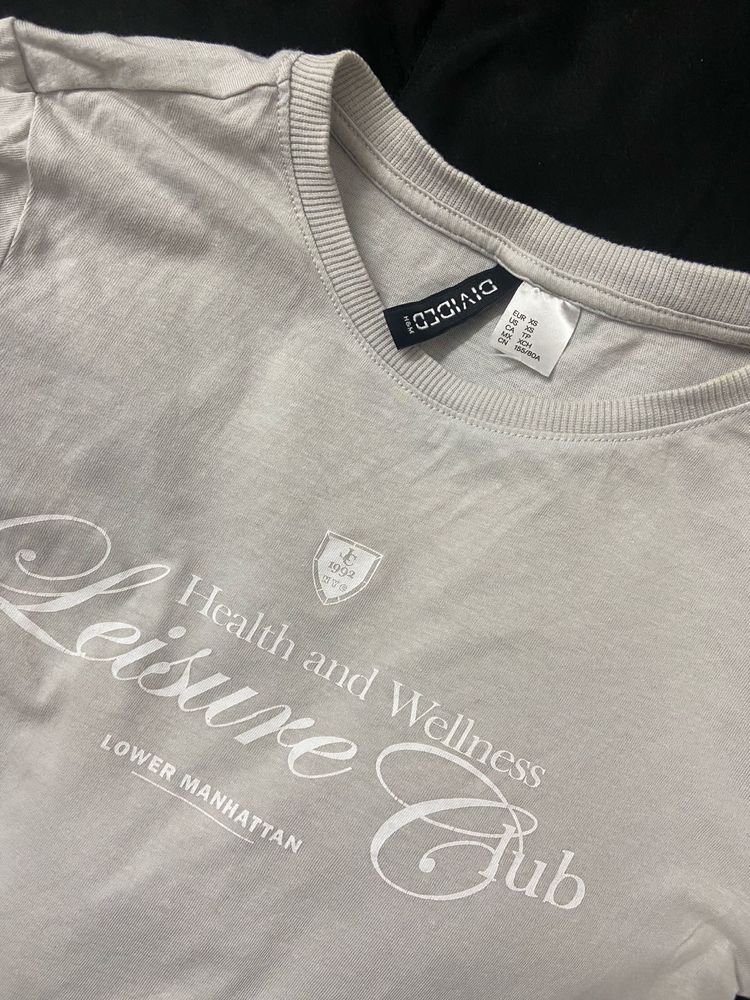 DIVIDED
H&M
EUR XS
US XS
CA TP
MX XCH
CN 155/80A
1992
Health and Wellness
Leisure Club
LOWER MANHATTAN